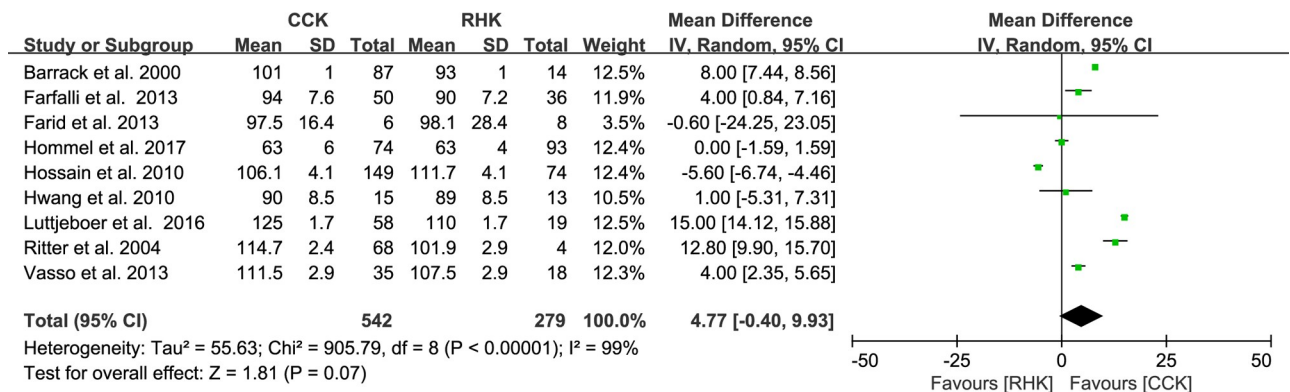 CCK RHK Mean Difference Mean Difference
Study or Subgroup Mean SD Total Mean SD Total Weight IV, Random, 95% CI IV, Random, 95% CI
Barrack et al. 2000 101 1 87 93 1 14 12.5% 8.00 [7.44, 8.56]
Farfalli et al. 2013 94 7.6 50 90 7.2 36 11.9% 4.00 [0.84, 7.16]
Farid et al. 2013 97.5 16.4 6 98.1 28.4 8 3.5% -0.60 [-24.25, 23.05]
Hommel et al. 2017 63 6 74 63 4 93 12.4% 0.00 [-1.59, 1.59]
Hossain et al. 2010 106.1 4.1 149 111.7 4.1 74 12.4% -5.60 [-6.74, -4.46]
Hwang et al. 2010 90 8.5 15 89 8.5 13 10.5% 1.00 [-5.31, 7.31]
Luttjeboer et al. 2016 125 1.7 58 110 1.7 19 12.5% 15.00 [14.12, 15.88]
Ritter et al. 2004 114.7 2.4 68 101.9 2.9 4 12.0% 12.80 [9.90, 15.70]
Vasso et al. 2013 111.5 2.9 35 107.5 2.9 18 12.3% 4.00 [2.35, 5.65]
Total (95% CI) 542 279 100.0% 4.77 [-0.40, 9.93]
Heterogeneity: Tau² = 55.63; Chi² = 905.79, df = 8 (P < 0.00001); I² = 99%
Test for overall effect: Z = 1.81 (P = 0.07)
-50 -25 0 25 50
Favours [RHK] Favours [CCK]